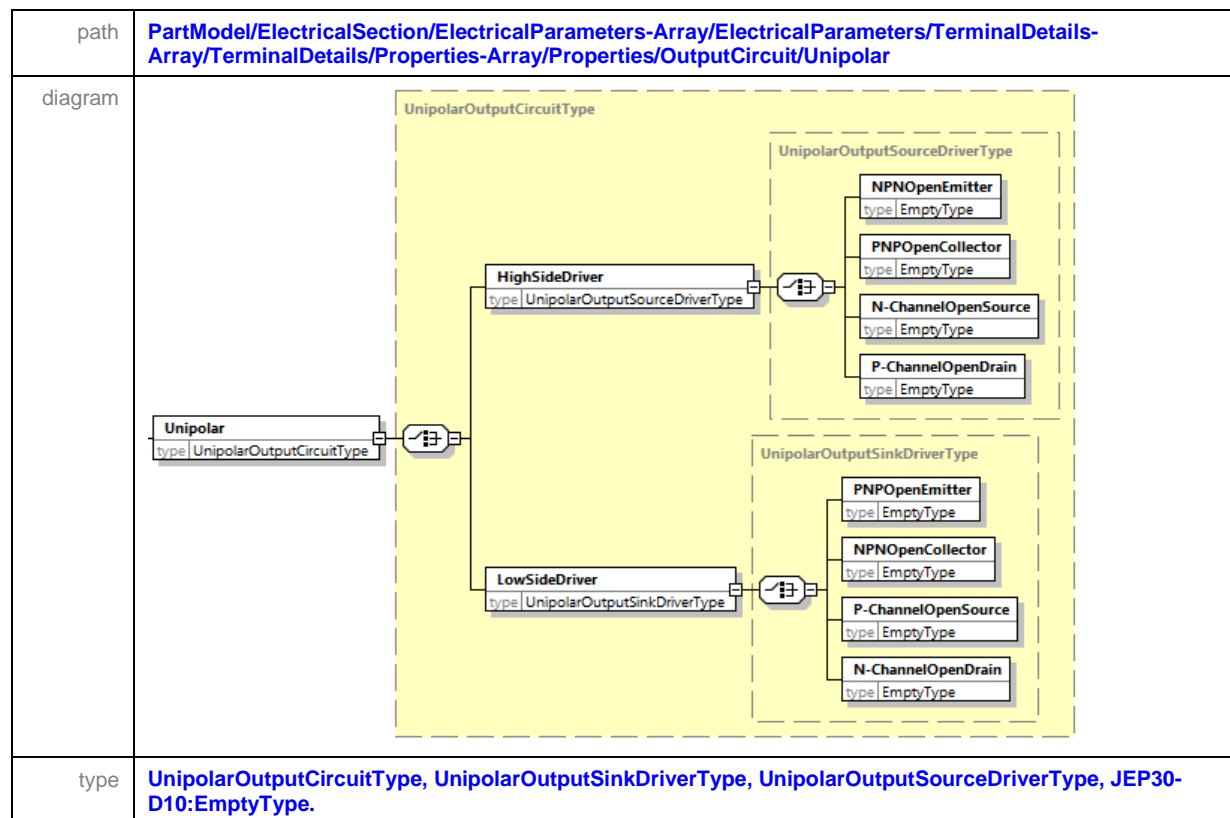 path
PartModel/ElectricalSection/ElectricalParameters-Array/ElectricalParameters/TerminalDetails-
Array/TerminalDetails/Properties-Array/Properties/OutputCircuit/Unipolar
diagram
UnipolarOutputCircuitType
UnipolarOutputSourceDriverType
NPNOpenEmitter
type EmptyType
PNPOpenCollector
type EmptyType
HighSideDriver
type UnipolarOutputSourceDriverType
N-ChannelOpenSource
type EmptyType
P-ChannelOpenDrain
type EmptyType
Unipolar
type UnipolarOutputCircuitType
UnipolarOutputSinkDriverType
PNPOpenEmitter
type EmptyType
NPNOpenCollector
type EmptyType
LowSideDriver
type UnipolarOutputSinkDriverType
P-ChannelOpenSource
type EmptyType
N-ChannelOpenDrain
type EmptyType
type
UnipolarOutputCircuitType, UnipolarOutputSinkDriverType, UnipolarOutputSourceDriverType, JEP30-
D10:EmptyType.